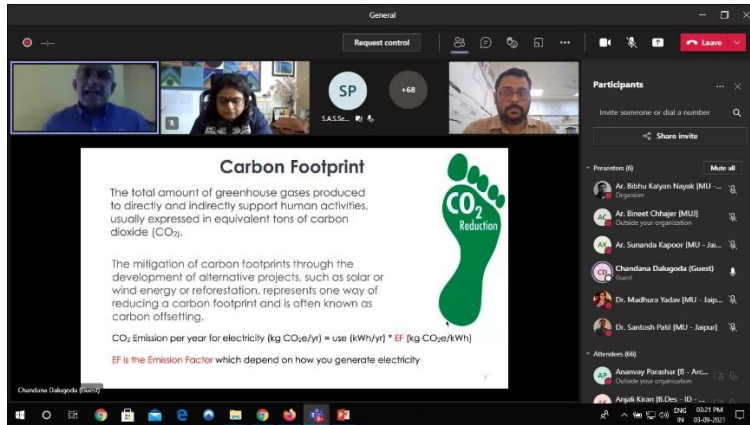 General
--:--
Request control
Leave
SP
S.A.S.Se...
+68
Carbon Footprint
The total amount of greenhouse gases produced
to directly and indirectly support human activities,
usually expressed in equivalent tons of carbon
dioxide (CO₂).
The mitigation of carbon footprints through the
development of alternative projects, such as solar or
wind energy or reforestation, represents one way of
reducing a carbon footprint and is often known as
carbon offsetting.
CO₂ Emission per year for electricity (kg CO₂e/yr) = use (kWh/yr) * EF (kg CO₂e/kWh)
EF is the Emission Factor which depend on how you generate electricity
CO₂
Reduction
Chandana Dalugoda (Guest)
Participants
Invite someone or dial a number
Share invite
Presenters (6)
Mute all
Ar. Bibhu Kalyan Nayak [MU -...
Organizer
AC
Ar. Bineet Chhajer [MUJ]
Outside your organization
AK
Ar. Sunanda Kapoor [MU - Jai...
CD
Chandana Dalugoda (Guest)
Guest
Dr. Madhura Yadav [MU - Jaip...
Dr. Santosh Patil [MU - Jaipur]
Attendees (66)
AP
Ananvay Parashar [B - Arc...
Outside your organization
Anjali Kiran [B.Des - ID - ...
ENG
IN
03:21 PM
03-09-2021